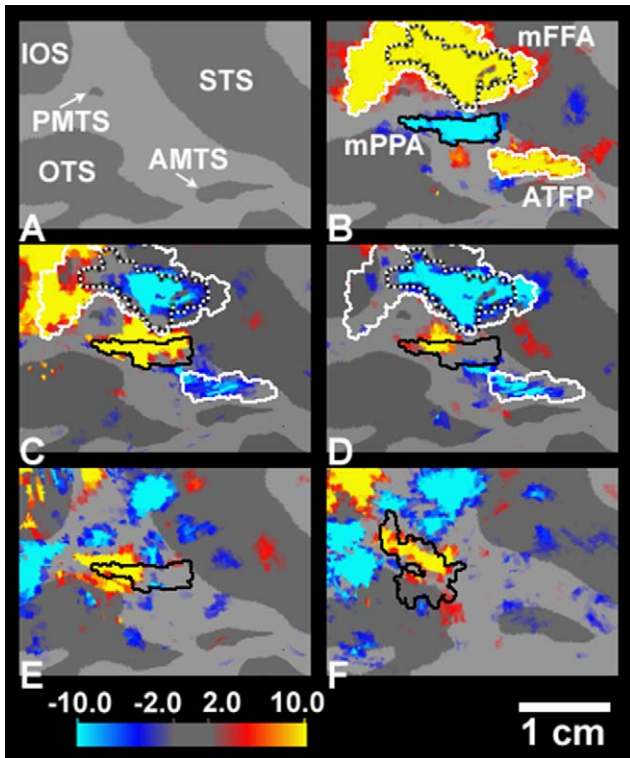 IOS
STS
PMTS
AMTS
OTS
A
mFFA
mPPA
ATFP
B
C
D
E
F
-10.0 -2.0 2.0 10.0
1 cm